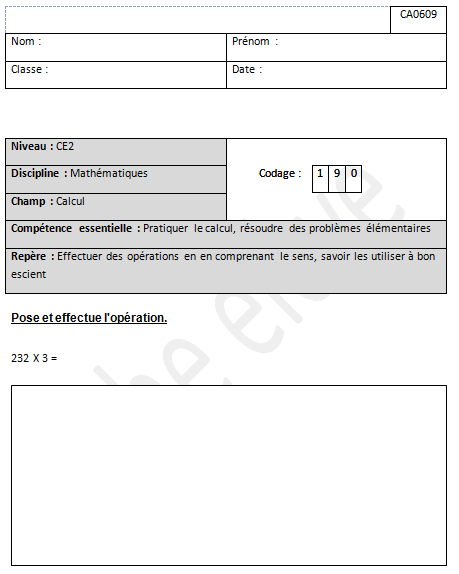 CA0609
Nom :
Prénom :
Classe :
Date :
Niveau : CE2
Discipline : Mathématiques
Codage : 1 9 0
Champ : Calcul
Compétence essentielle : Pratiquer le calcul, résoudre des problèmes élémentaires
Repère : Effectuer des opérations en en comprenant le sens, savoir les utiliser à bon
escient
Pose et effectue l'opération.
232 X 3 =